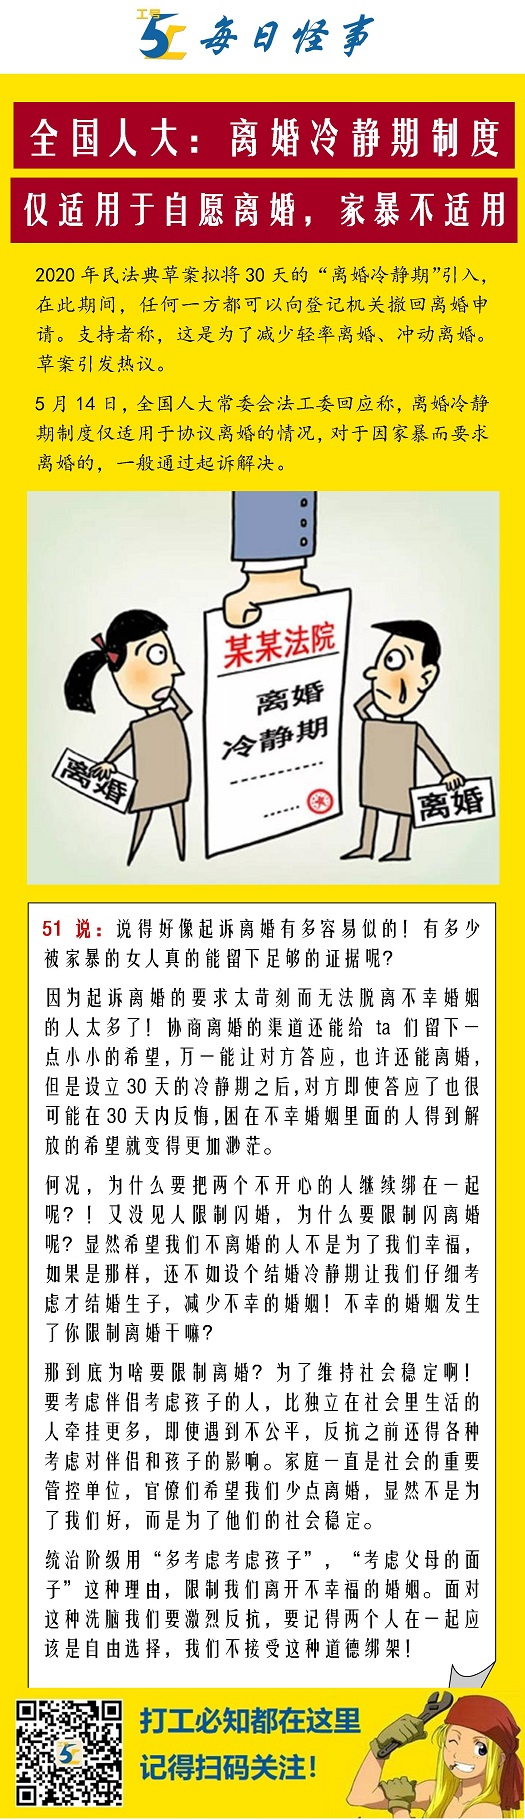 工号
51
每日怪事
全国人大：离婚冷静期制度
仅适用于自愿离婚，家暴不适用
2020 年民法典草案拟将 30 天的“离婚冷静期”引入，
在此期间，任何一方都可以向登记机关撤回离婚申
请。支持者称，这是为了减少轻率离婚、冲动离婚。
草案引发热议。
5 月 14 日，全国人大常委会法工委回应称，离婚冷静
期制度仅适用于协议离婚的情况，对于因家暴而要求
离婚的，一般通过起诉解决。
某某法院
离婚
冷静期
离婚
离婚
51 说：说得好像起诉离婚有多容易似的！有多少
被家暴的女人真的能留下足够的证据呢？
因为起诉离婚的要求太苛刻而无法脱离不幸婚姻
的人太多了！协商离婚的渠道还能给 ta 们留下一
点小小的希望，万一能让对方答应，也许还能离婚，
但是设立 30 天的冷静期之后，对方即使答应了也很
可能在 30 天内反悔，困在不幸婚姻里面的人得到解
放的希望就变得更加渺茫。
何况，为什么要把两个不开心的人继续绑在一起
呢？！又没见人限制闪婚，为什么要限制闪离婚
呢？显然希望我们不离婚的人不是为了我们幸福，
如果是那样，还不如设个结婚冷静期让我们仔细考
虑才结婚生子，减少不幸的婚姻！不幸的婚姻发生
了你限制离婚干嘛？
那到底为啥要限制离婚？为了维持社会稳定啊！
要考虑伴侣考虑孩子的人，比独立在社会里生活的
人牵挂更多，即使遇到不公平，反抗之前还得各种
考虑对伴侣和孩子的影响。家庭一直是社会的重要
管控单位，官僚们希望我们少点离婚，显然不是为
了我们好，而是为了他们的社会稳定。
统治阶级用“多考虑考虑孩子”，“考虑父母的面
子”这种理由，限制我们离开不幸福的婚姻。面对
这种洗脑我们要激烈反抗，要记得两个人在一起应
该是自由选择，我们不接受这种道德绑架！
打工必知都在这里
记得扫码关注！